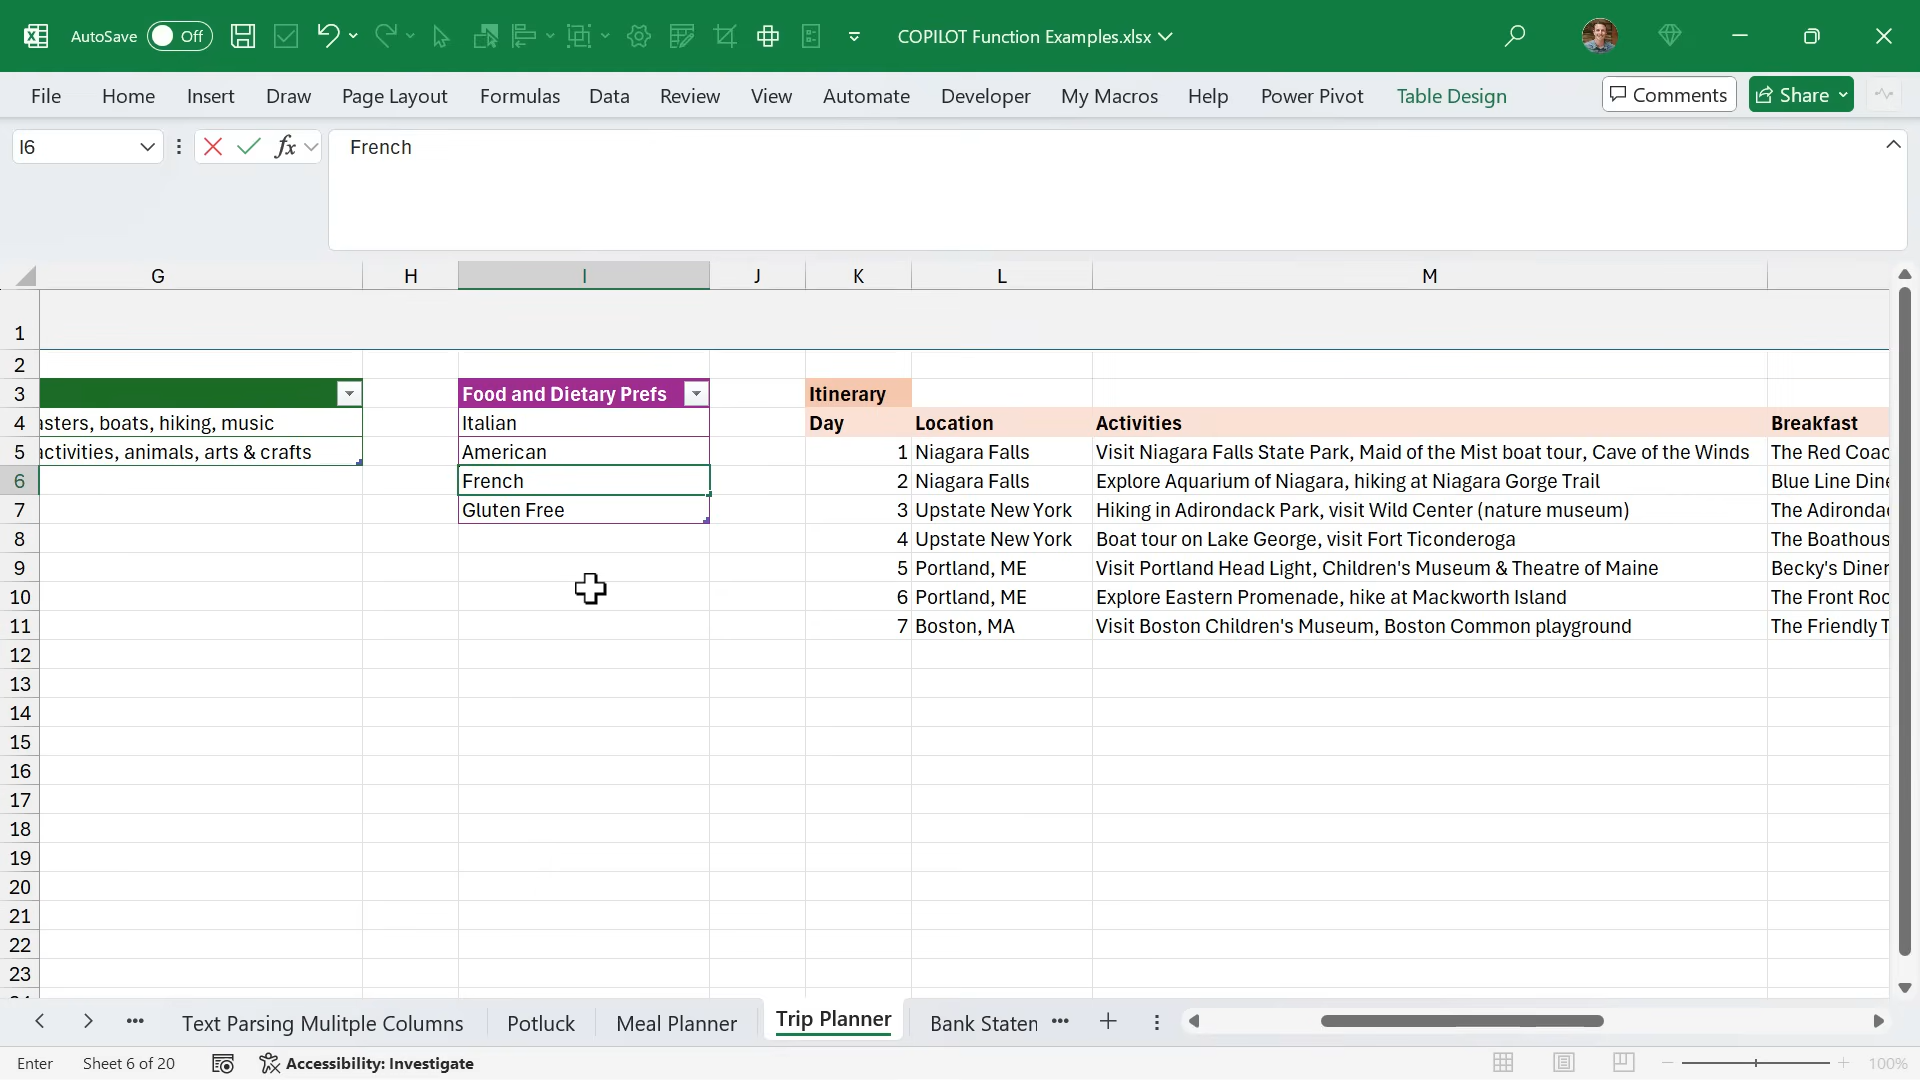 AutoSave Off COPILOT Function Examples.xlsx
File Home Insert Draw Page Layout Formulas Data Review View Automate Developer My Macros Help Power Pivot Table Design Comments Share
I6 fx French
G H I J K L M
1
2
3 Food and Dietary Prefs Itinerary
4 asters, boats, hiking, music Italian Day Location Activities Breakfast
5 activities, animals, arts & crafts American 1 Niagara Falls Visit Niagara Falls State Park, Maid of the Mist boat tour, Cave of the Winds The Red Coac
6 French 2 Niagara Falls Explore Aquarium of Niagara, hiking at Niagara Gorge Trail Blue Line Dine
7 Gluten Free 3 Upstate New York Hiking in Adirondack Park, visit Wild Center (nature museum) The Adirondac
8 4 Upstate New York Boat tour on Lake George, visit Fort Ticonderoga The Boathous
9 5 Portland, ME Visit Portland Head Light, Children's Museum & Theatre of Maine Becky's Diner
10 6 Portland, ME Explore Eastern Promenade, hike at Mackworth Island The Front Roo
11 7 Boston, MA Visit Boston Children's Museum, Boston Common playground The Friendly T
12
13
14
15
16
17
18
19
20
21
22
23
Text Parsing Mulitple Columns Potluck Meal Planner Trip Planner Bank Staten
Enter Sheet 6 of 20 Accessibility: Investigate 100%